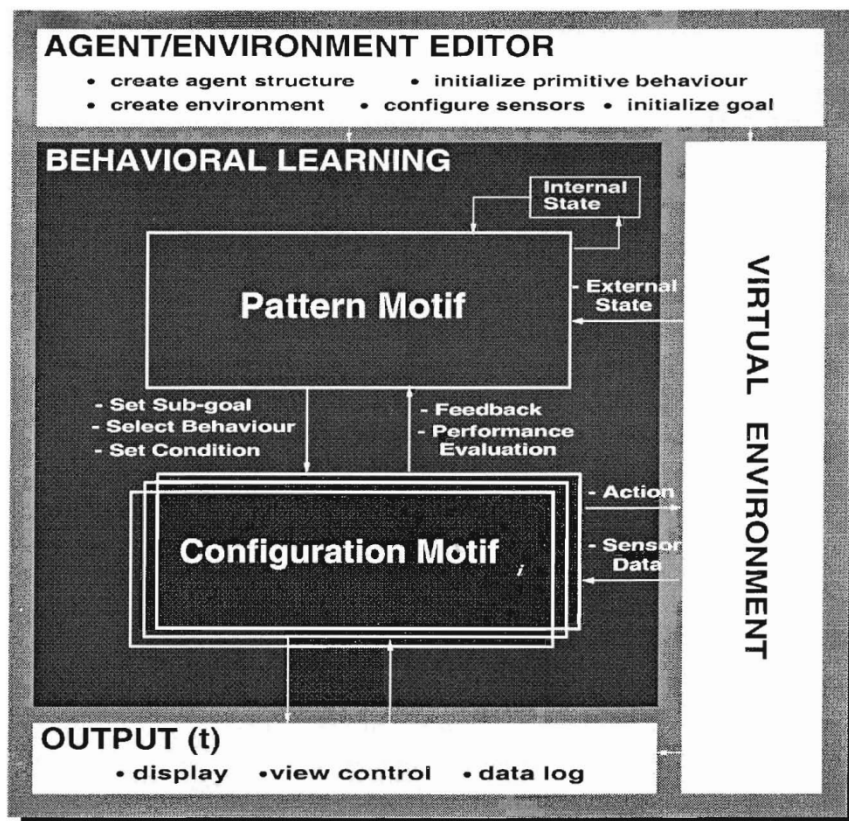 AGENT/ENVIRONMENT EDITOR
• create agent structure • initialize primitive behaviour
• create environment • configure sensors • initialize goal
BEHAVIORAL LEARNING
Internal
State
Pattern Motif
- External
State
- Set Sub-goal
- Select Behaviour
- Set Condition
- Feedback
- Performance
Evaluation
Configuration Motif i
- Action
- Sensor
Data
VIRTUAL ENVIRONMENT
OUTPUT (t)
• display • view control • data log